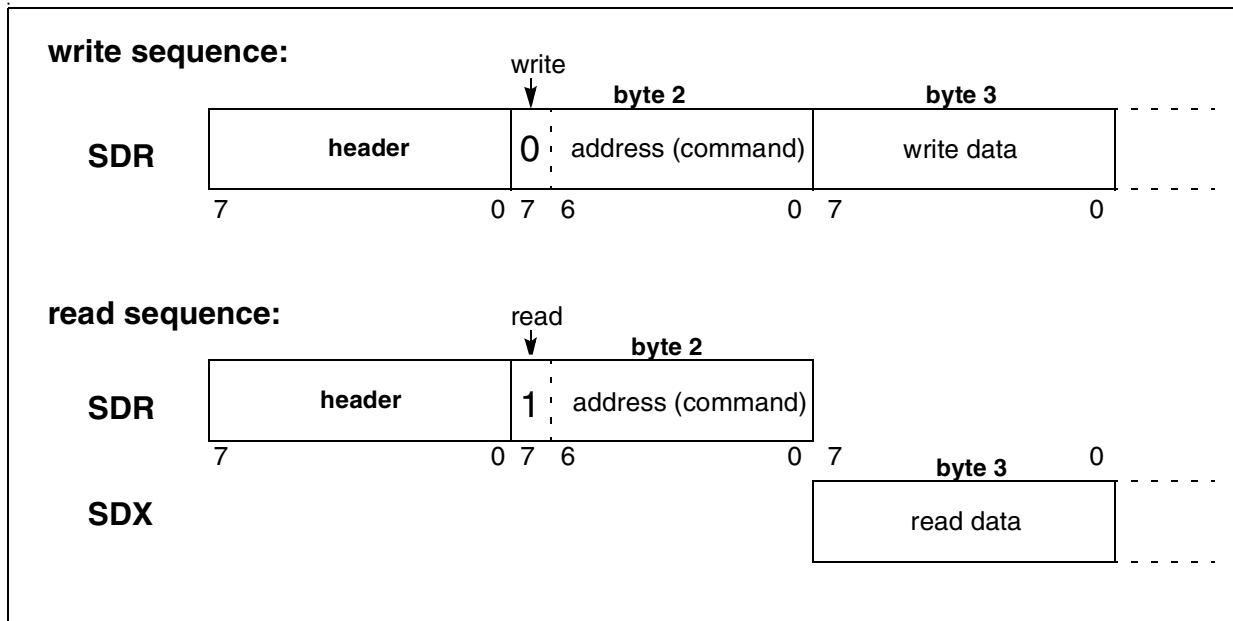 write sequence:
write
byte 2 byte 3
SDR header 0 address (command) write data
7 0 7 6 0 7 0
read sequence:
read
byte 2
SDR header 1 address (command)
7 0 7 6 0 7 0
byte 3
SDX read data